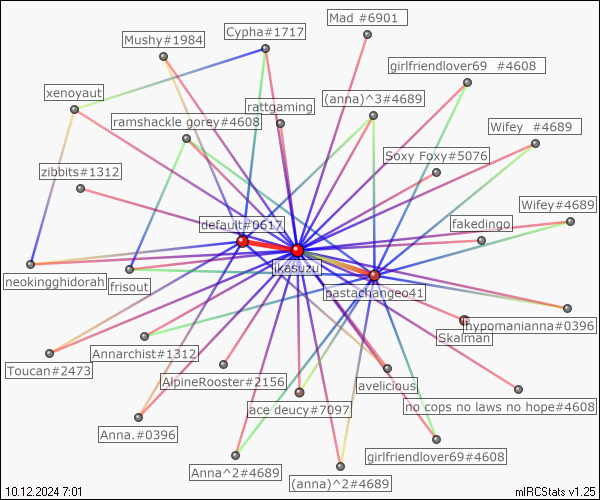 Mad #6901
Cypha#1717
Mushy#1984
girlfriendlover69 #4608
xenoyaut
rattgaming
(anna)^3#4689
ramshackle gorey#4608
Wifey #4689
Soxy Foxy#5076
zibbits#1312
Wifey#4689
default#0617
fakedingo
jkasuzu
neokingghidorah
frisout
pastachangeo41
hypomanianna#0396
Skalman
Annarchist#1312
Toucan#2473
AlpineRooster#2156
avelicious
ace deucy#7097
no cops no laws no hope#4608
Anna.#0396
girlfriendlover69#4608
Anna^2#4689
(anna)^2#4689
10.12.2024 7:01
mIRCStats v1.25